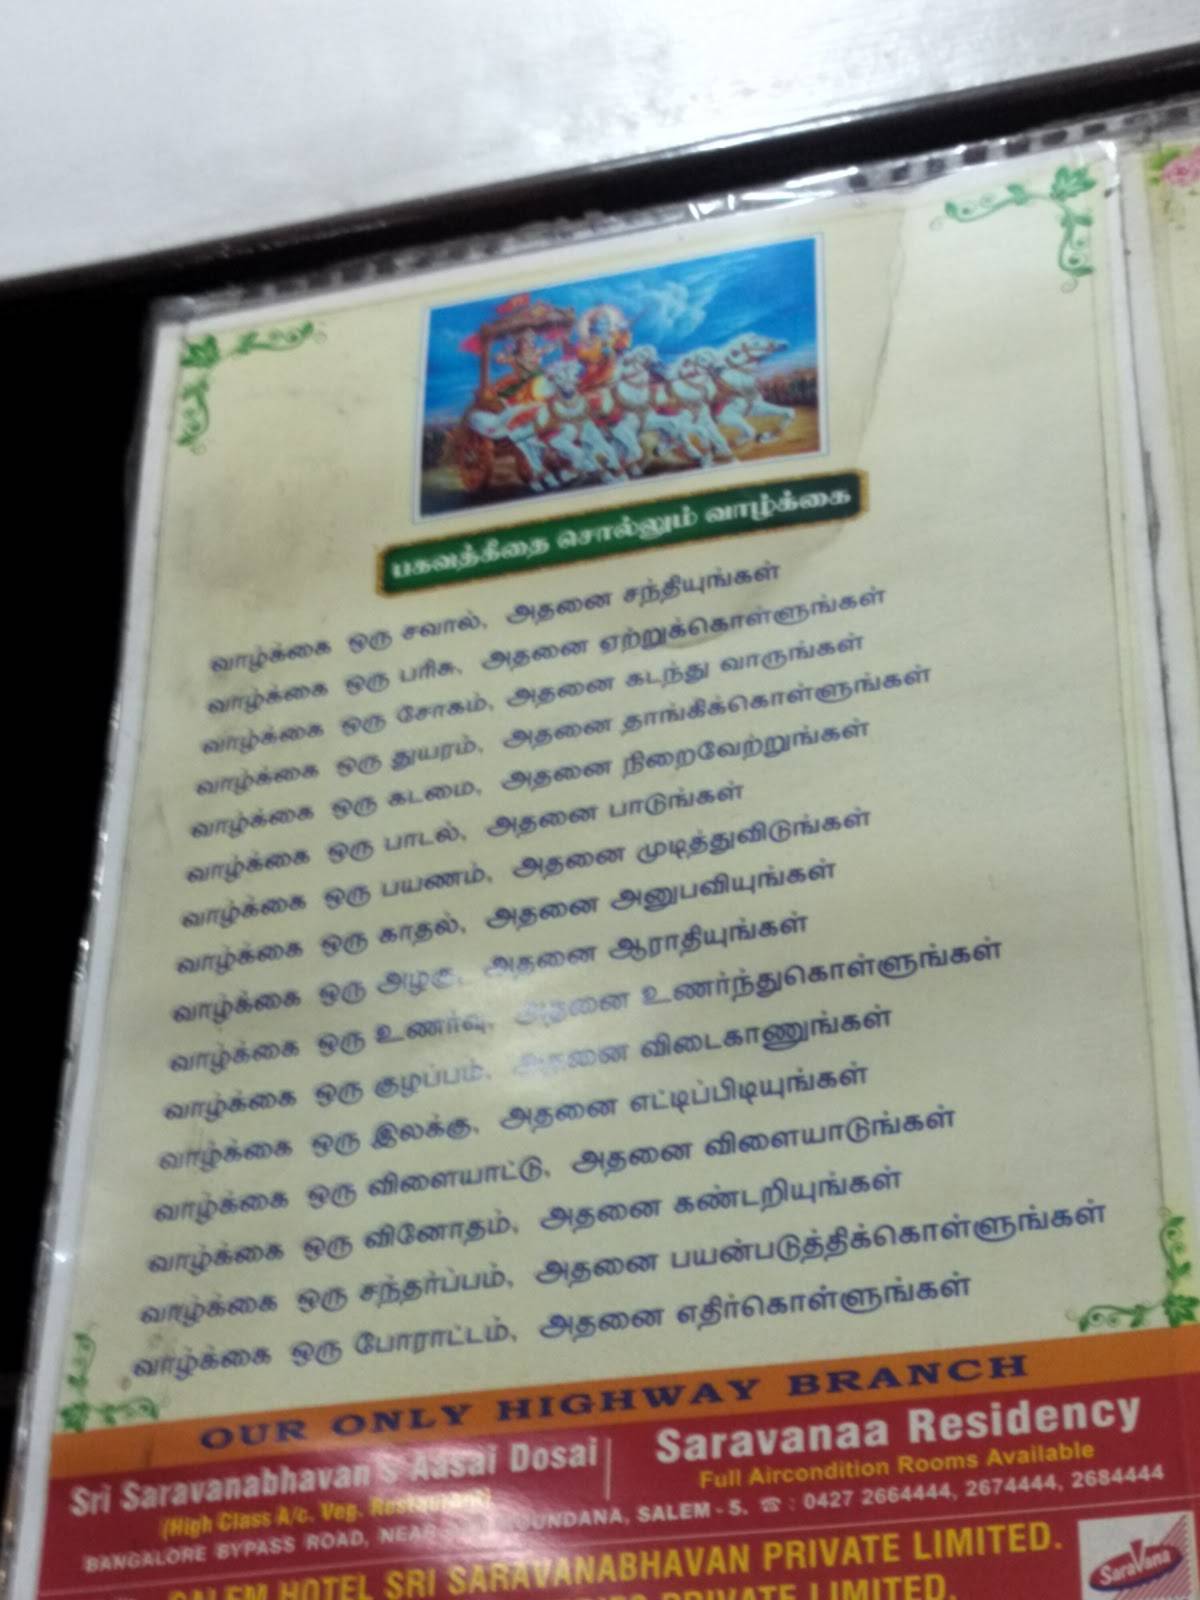 பகவத்கீதை சொல்லும் வாழ்க்கை
வாழ்க்கை ஒரு சவால், அதனை சந்தியுங்கள்
வாழ்க்கை ஒரு பரிசு, அதனை ஏற்றுக்கொள்ளுங்கள்
வாழ்க்கை ஒரு சோகம், அதனை கடந்து வாருங்கள்
வாழ்க்கை ஒரு துயரம், அதனை தாங்கிக்கொள்ளுங்கள்
வாழ்க்கை ஒரு கடமை, அதனை நிறைவேற்றுங்கள்
வாழ்க்கை ஒரு பாடல், அதனை பாடுங்கள்
வாழ்க்கை ஒரு பயணம், அதனை முடித்துவிடுங்கள்
வாழ்க்கை ஒரு காதல், அதனை அனுபவியுங்கள்
வாழ்க்கை ஒரு அழகு, அதனை ஆராதியுங்கள்
வாழ்க்கை ஒரு உணர்வு, அதனை உணர்ந்துகொள்ளுங்கள்
வாழ்க்கை ஒரு குழப்பம், அதனை விடைகாணுங்கள்
வாழ்க்கை ஒரு இலக்கு, அதனை எட்டிப்பிடியுங்கள்
வாழ்க்கை ஒரு விளையாட்டு, அதனை விளையாடுங்கள்
வாழ்க்கை ஒரு வினோதம், அதனை கண்டறியுங்கள்
வாழ்க்கை ஒரு சந்தர்ப்பம், அதனை பயன்படுத்திக்கொள்ளுங்கள்
வாழ்க்கை ஒரு போராட்டம், அதனை எதிர்கொள்ளுங்கள்
OUR ONLY HIGHWAY BRANCH
Sri Saravanabhavan's Aasai Dosai
(High Class A/c. Veg. Restaurant)
Saravanaa Residency
Full Aircondition Rooms Available
BANGALORE BYPASS ROAD, NEAR SALEM - 5. ☎ : 0427 2664444, 2674444, 2684444
SALEM HOTEL SRI SARAVANABHAVAN PRIVATE LIMITED.
PRIVATE LIMITED.
SaraVana